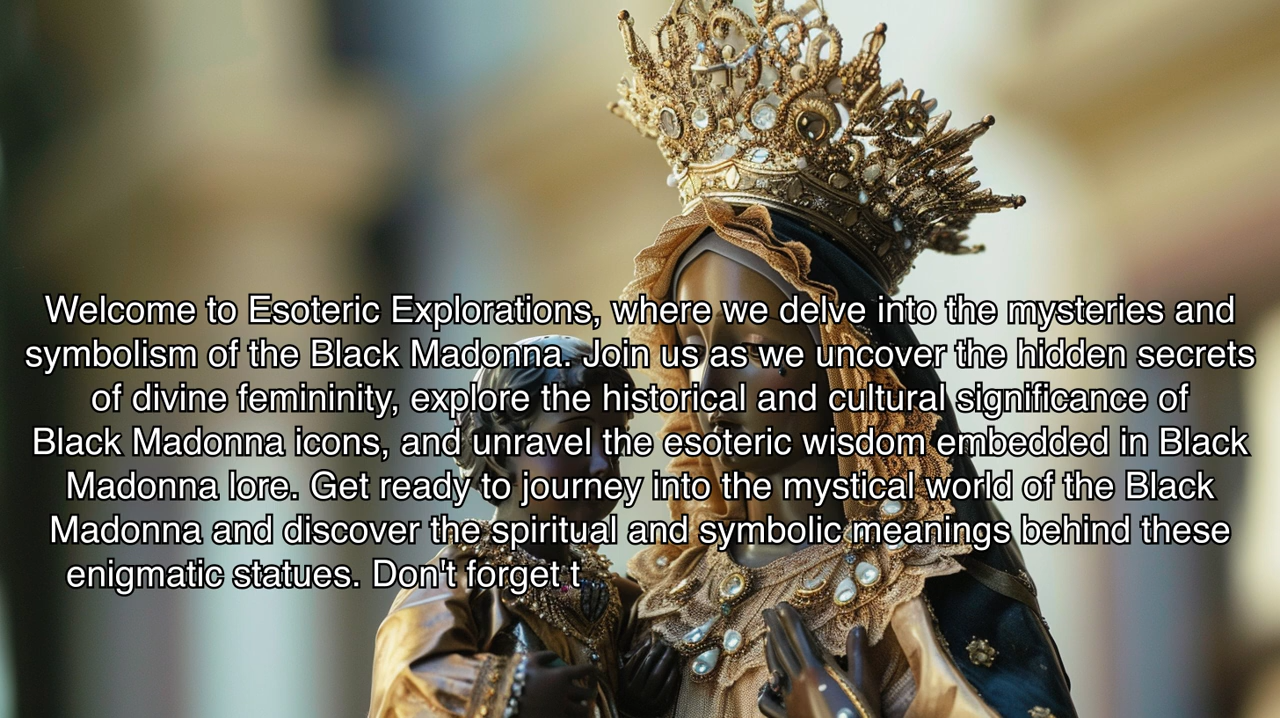 Welcome to Esoteric Explorations, where we delve into the mysteries and
symbolism of the Black Madonna. Join us as we uncover the hidden secrets
of divine femininity, explore the historical and cultural significance of
Black Madonna icons, and unravel the esoteric wisdom embedded in Black
Madonna lore. Get ready to journey into the mystical world of the Black
Madonna and discover the spiritual and symbolic meanings behind these
enigmatic statues. Don't forget t